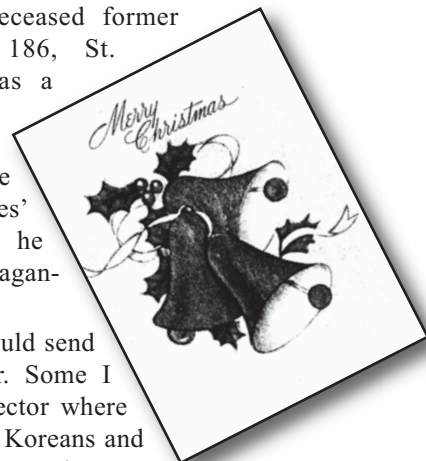 eceased former
186, St.
as a
e
es'
he
agan-
uld send
r. Some I
ector where
Koreans and
Merry
Christmas